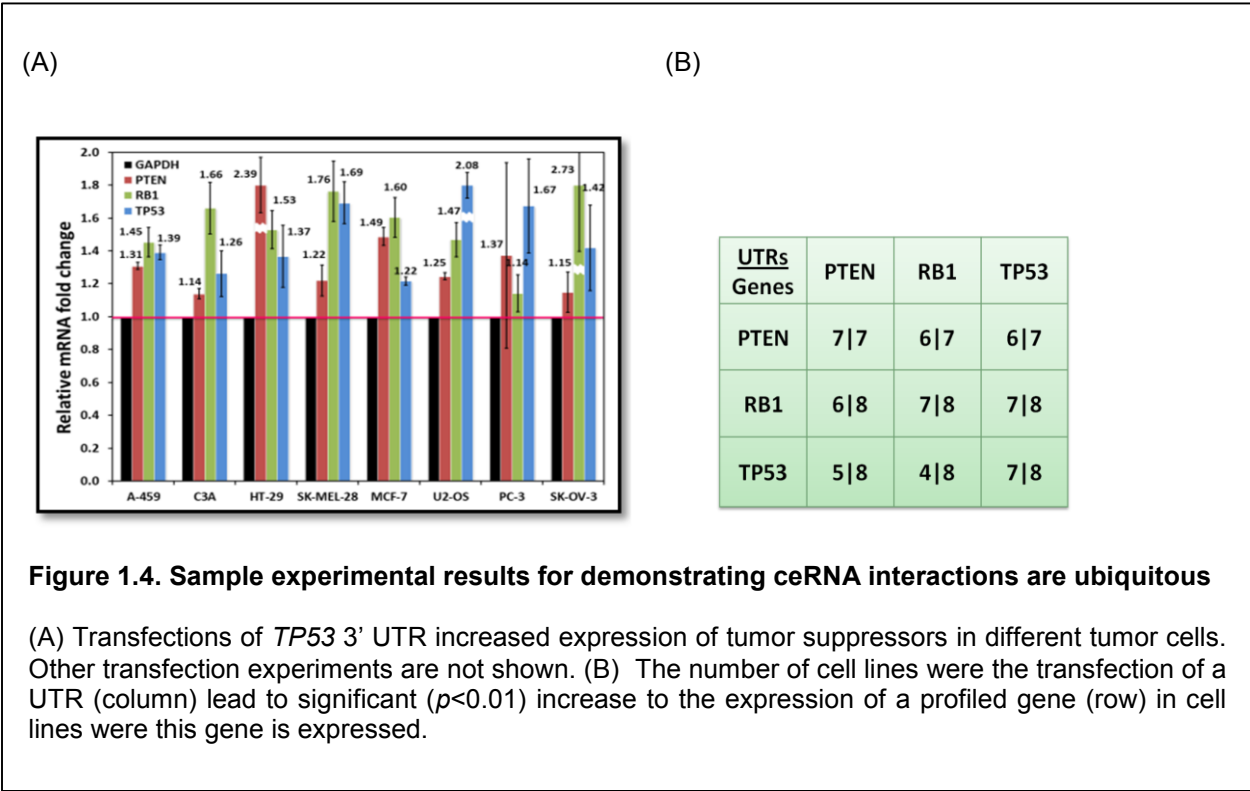 (A)
(B)
Relative mRNA fold change
2.0
1.8
1.6
1.4
1.2
1.0
0.8
0.6
0.4
0.2
0.0
GAPDH
PTEN
RB1
TP53
1.31
1.45
1.39
1.14
1.66
1.26
2.39
1.53
1.37
1.22
1.76
1.69
1.49
1.60
1.22
1.25
1.47
2.08
1.37
1.14
1.67
1.15
2.73
1.42
A-459 C3A HT-29 SK-MEL-28 MCF-7 U2-OS PC-3 SK-OV-3
UTRs
Genes PTEN RB1 TP53
PTEN 7|7 6|7 6|7
RB1 6|8 7|8 7|8
TP53 5|8 4|8 7|8
Figure 1.4. Sample experimental results for demonstrating ceRNA interactions are ubiquitous
(A) Transfections of TP53 3’ UTR increased expression of tumor suppressors in different tumor cells.
Other transfection experiments are not shown. (B) The number of cell lines were the transfection of a
UTR (column) lead to significant (p<0.01) increase to the expression of a profiled gene (row) in cell
lines were this gene is expressed.